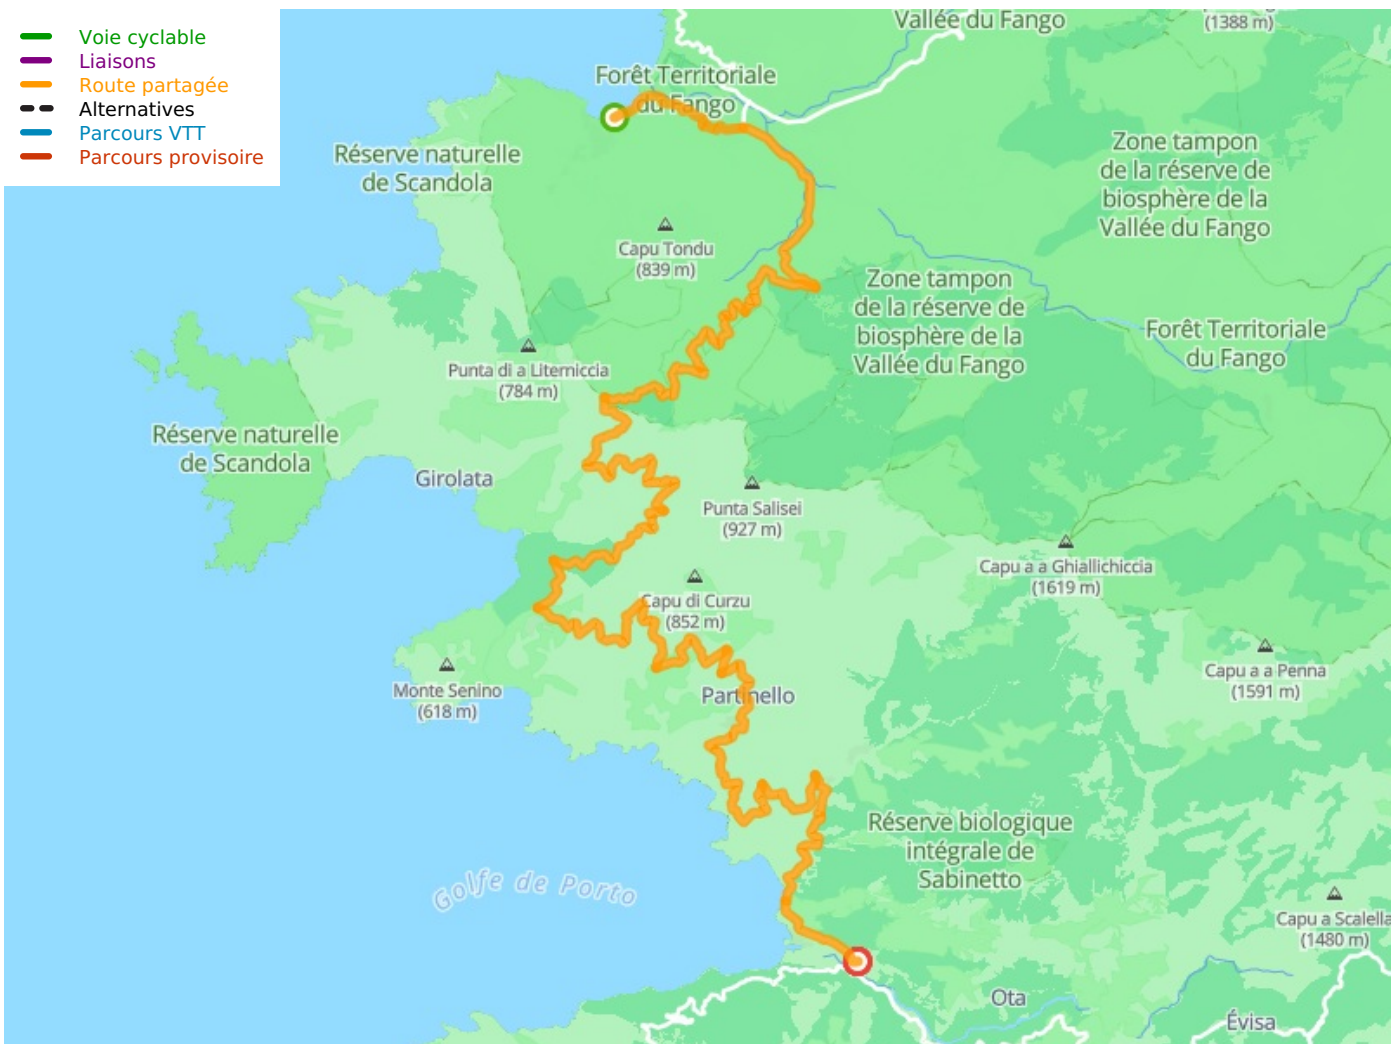 Voie cyclable
Liaisons
Route partagée
Alternatives
Parcours VTT
Parcours provisoire
Vallée du Fango
(1388 m)
Forêt Territoriale
du Fango
Réserve naturelle
de Scandola
Zone tampon
de la réserve de
biosphère de la
Vallée du Fango
Capu Tondu
(839 m)
Zone tampon
de la réserve de
biosphère de la
Vallée du Fango
Forêt Territoriale
du Fango
Punta di a Literniccia
(784 m)
Réserve naturelle
de Scandola
Girolata
Punta Salisei
(927 m)
Capu a a Ghiallichiccia
(1619 m)
Capu di Curzu
(852 m)
Capu a a Penna
(1591 m)
Monte Senino
(618 m)
Partinello
Réserve biologique
intégrale de
Sabinetto
Golfe de Porto
Capu a Scalella
(1480 m)
Ota
Évisa